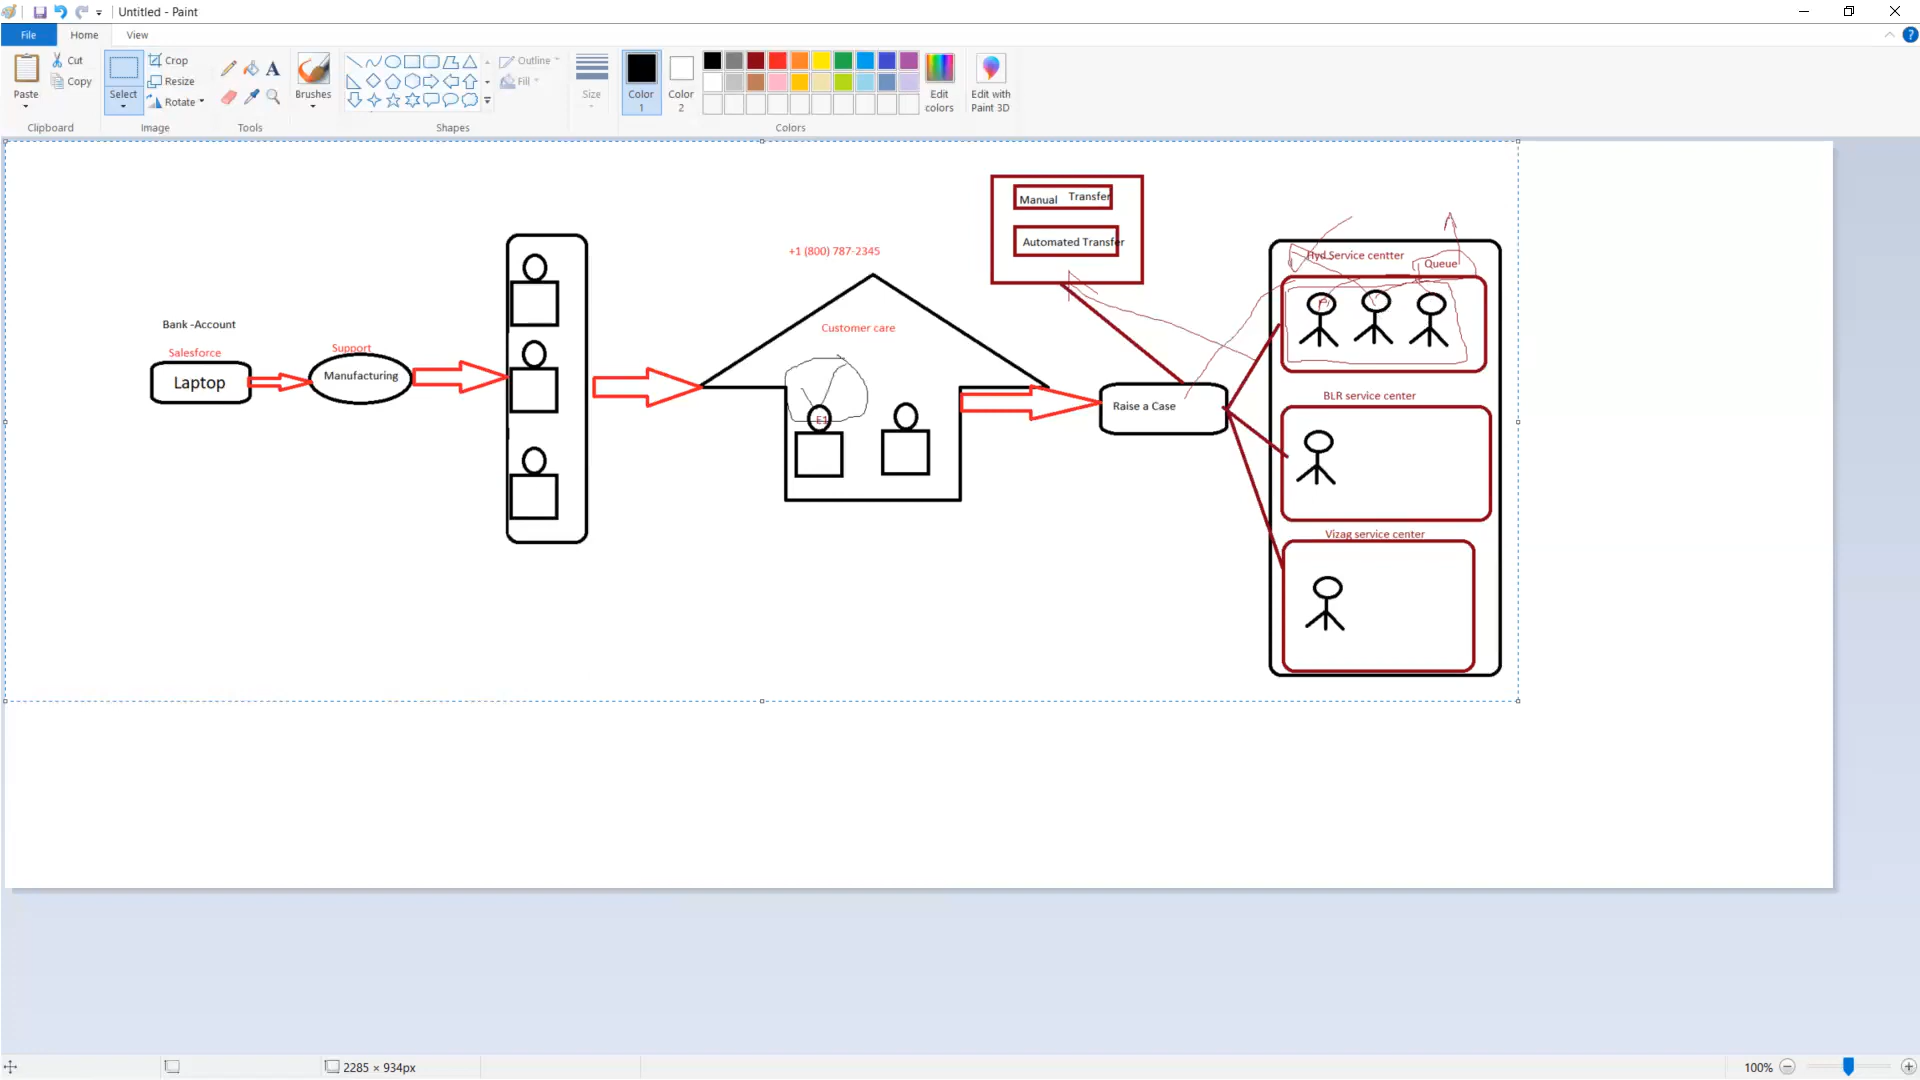 Untitled - Paint
File
Home
View
Paste
Cut
Copy
Clipboard
Select
Crop
Resize
Rotate
Image
Tools
Brushes
Shapes
Outline
Fill
Size
Color 1
Color 2
Colors
Edit colors
Edit with Paint 3D
Manual Transfer
Automated Transfer
+1 (800) 787-2345
Customer care
E1
Bank -Account
Salesforce
Laptop
Support
Manufacturing
Raise a Case
Hyd Service centter
Queue
BLR service center
Vizag service center
2285 × 934px
100%